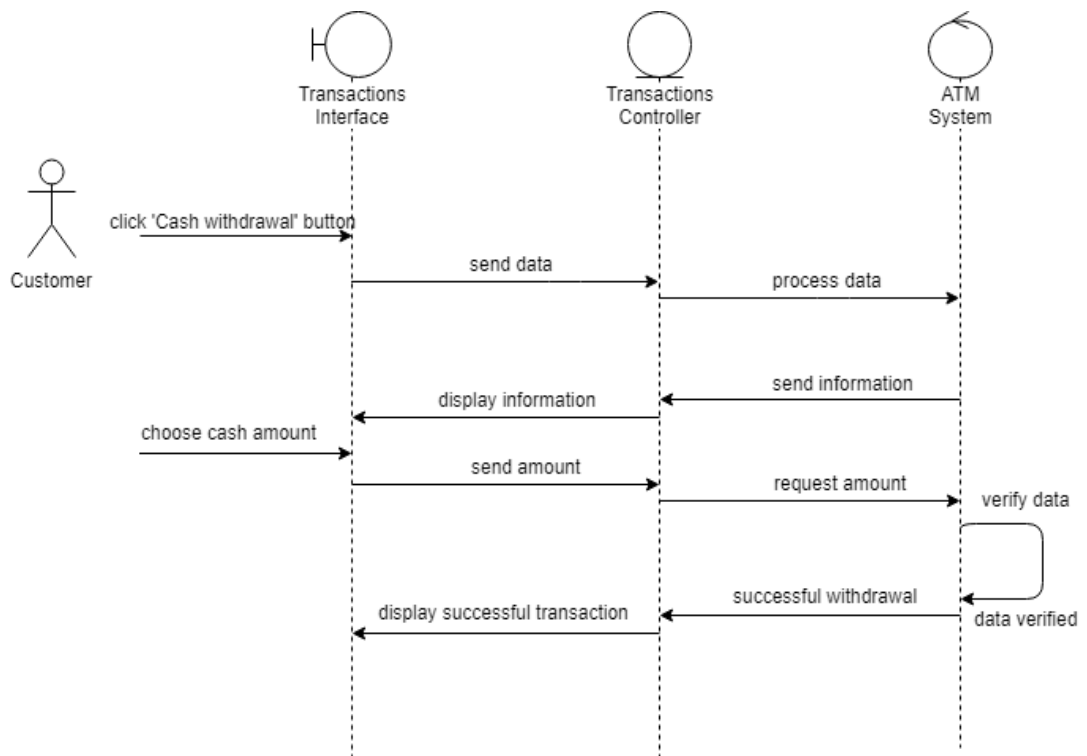 Transactions
Interface
Transactions
Controller
ATM
System
Customer
click 'Cash withdrawal' button
send data
process data
send information
display information
choose cash amount
send amount
request amount
verify data
successful withdrawal
display successful transaction
data verified